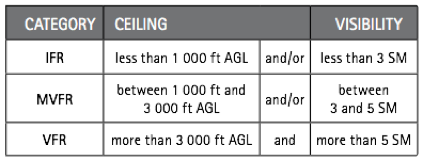 CATEGORY CEILING VISIBILITY
IFR less than 1 000 ft AGL and/or less than 3 SM
MVFR between 1 000 ft and 3 000 ft AGL and/or between 3 and 5 SM
VFR more than 3 000 ft AGL and more than 5 SM